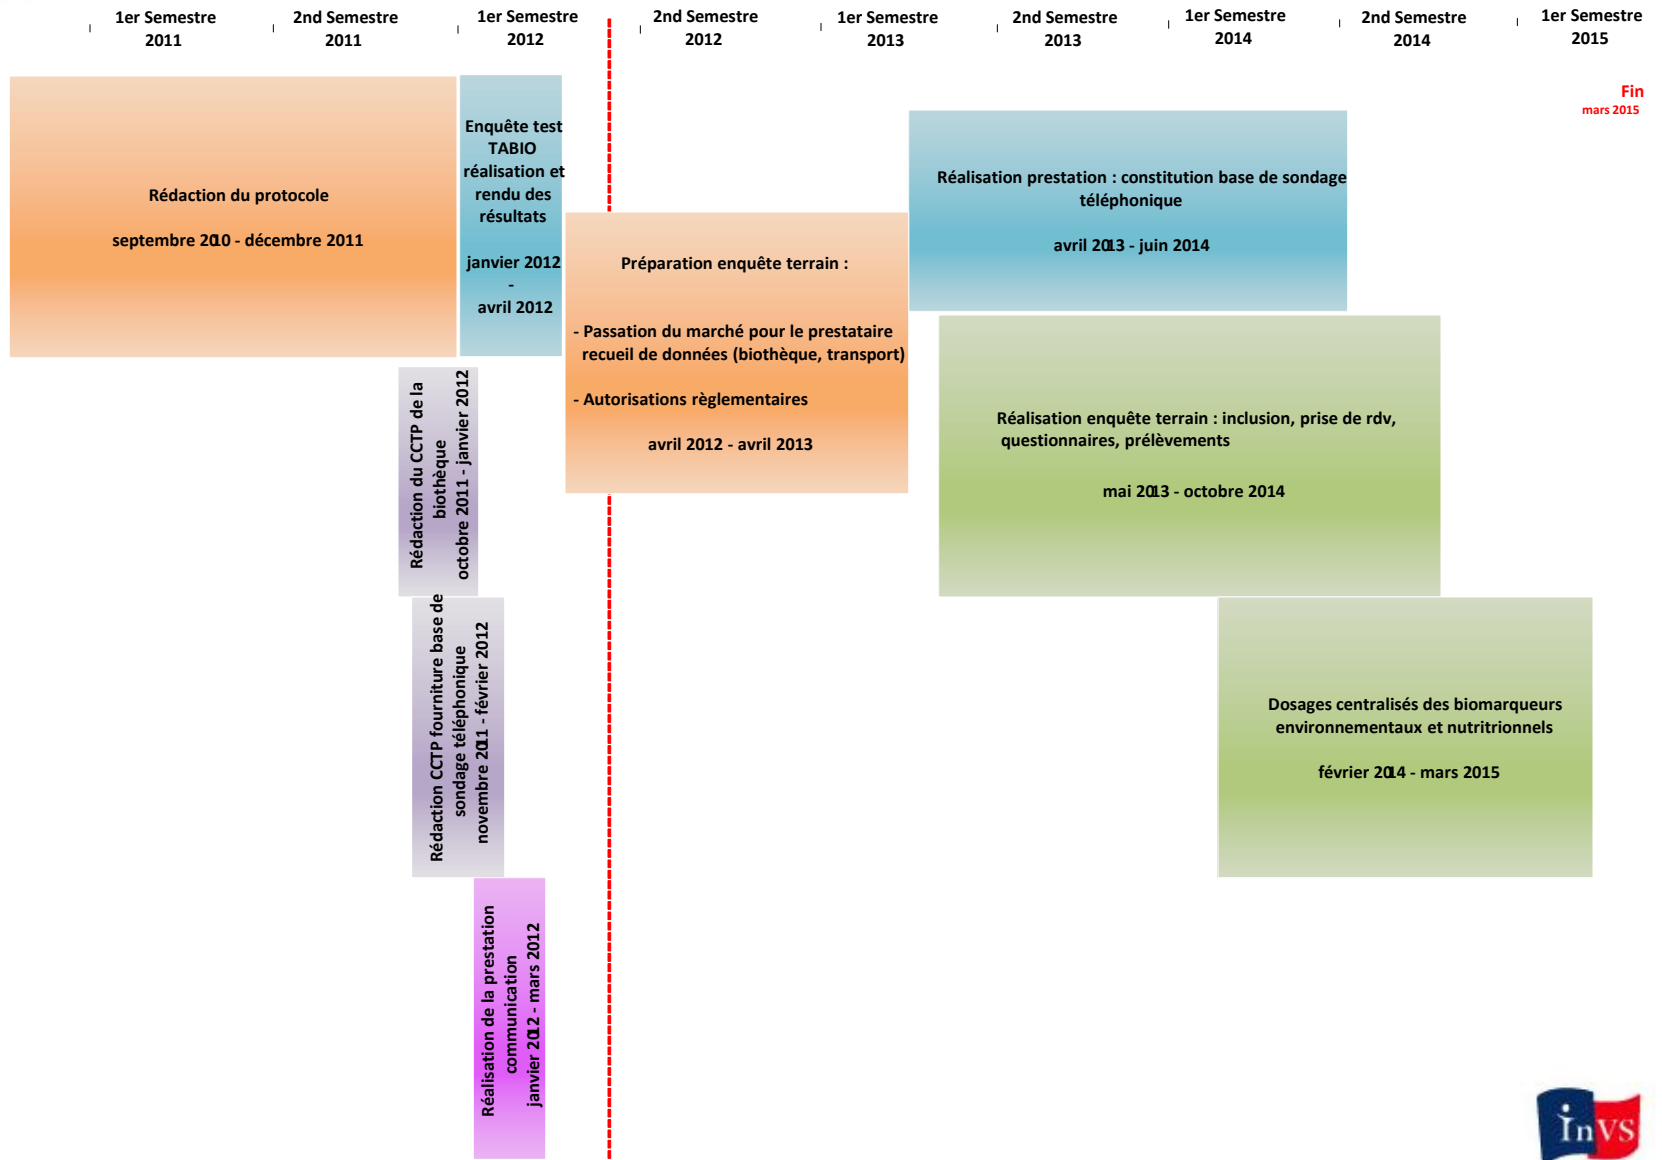 1er Semestre
2011
2nd Semestre
2011
1er Semestre
2012
2nd Semestre
2012
1er Semestre
2013
2nd Semestre
2013
1er Semestre
2014
2nd Semestre
2014
1er Semestre
2015
Fin
mars 2015
Rédaction du protocole
septembre 2010 - décembre 2011
Enquête test
TABIO
réalisation et
rendu des
résultats
janvier 2012
-
avril 2012
Préparation enquête terrain :
- Passation du marché pour le prestataire
recueil de données (biothèque, transport)
- Autorisations règlementaires
avril 2012 - avril 2013
Réalisation prestation : constitution base de sondage
téléphonique
avril 2013 - juin 2014
Réalisation enquête terrain : inclusion, prise de rdv,
questionnaires, prélèvements
mai 2013 - octobre 2014
Rédaction du CCTP de la
biothèque
octobre 2011 - janvier 2012
Rédaction CCTP fourniture base de
sondage téléphonique
novembre 2011 - février 2012
Dosages centralisés des biomarqueurs
environnementaux et nutritrionnels
février 2014 - mars 2015
Réalisation de la prestation
communication
janvier 2012 - mars 2012
InVS